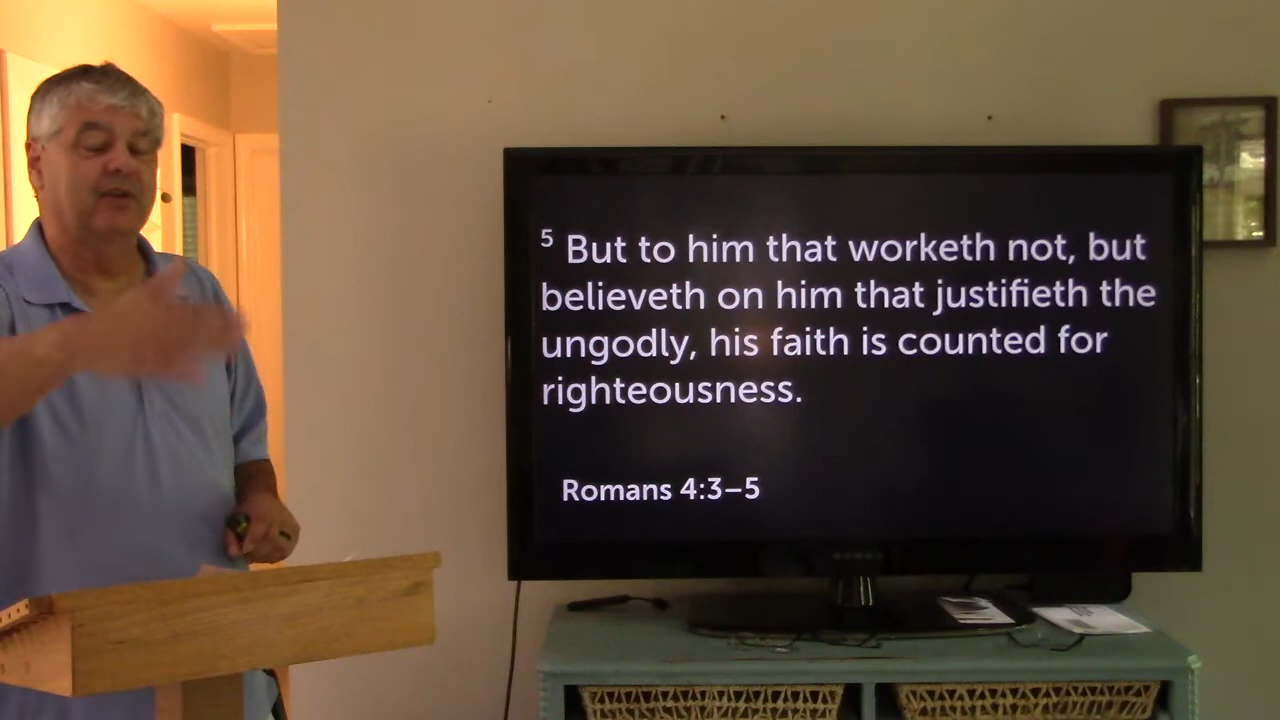 5 But to him that worketh not, but
believeth on him that justifieth the
ungodly, his faith is counted for
righteousness.
Romans 4:3–5